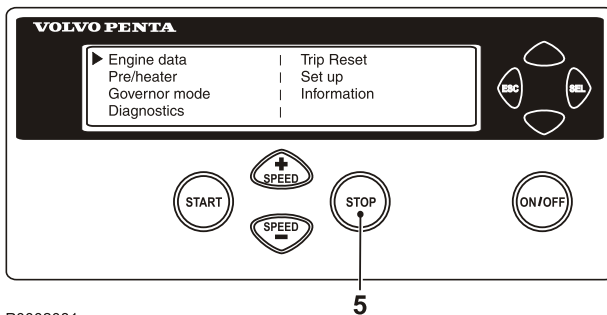 VOLVO PENTA
Engine data | Trip Reset
Pre/heater | Set up
Governor mode | Information
Diagnostics |
ESC
SEL
+
SPEED
START
STOP
ON/OFF
SPEED
-
5